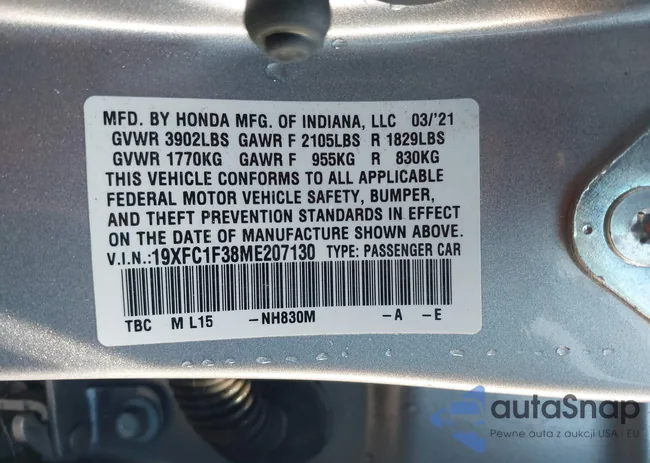 MFD. BY HONDA MFG. OF INDIANA, LLC 03/'21
GVWR 3902LBS GAWR F 2105LBS R 1829LBS
GVWR 1770KG GAWR F 955KG R 830KG
THIS VEHICLE CONFORMS TO ALL APPLICABLE
FEDERAL MOTOR VEHICLE SAFETY, BUMPER,
AND THEFT PREVENTION STANDARDS IN EFFECT
ON THE DATE OF MANUFACTURE SHOWN ABOVE.
V.I.N.:19XFC1F38ME207130 TYPE: PASSENGER CAR
TBC M L15 -NH830M -A -E
autaSnap
Pewne auta z aukcji USA - EU